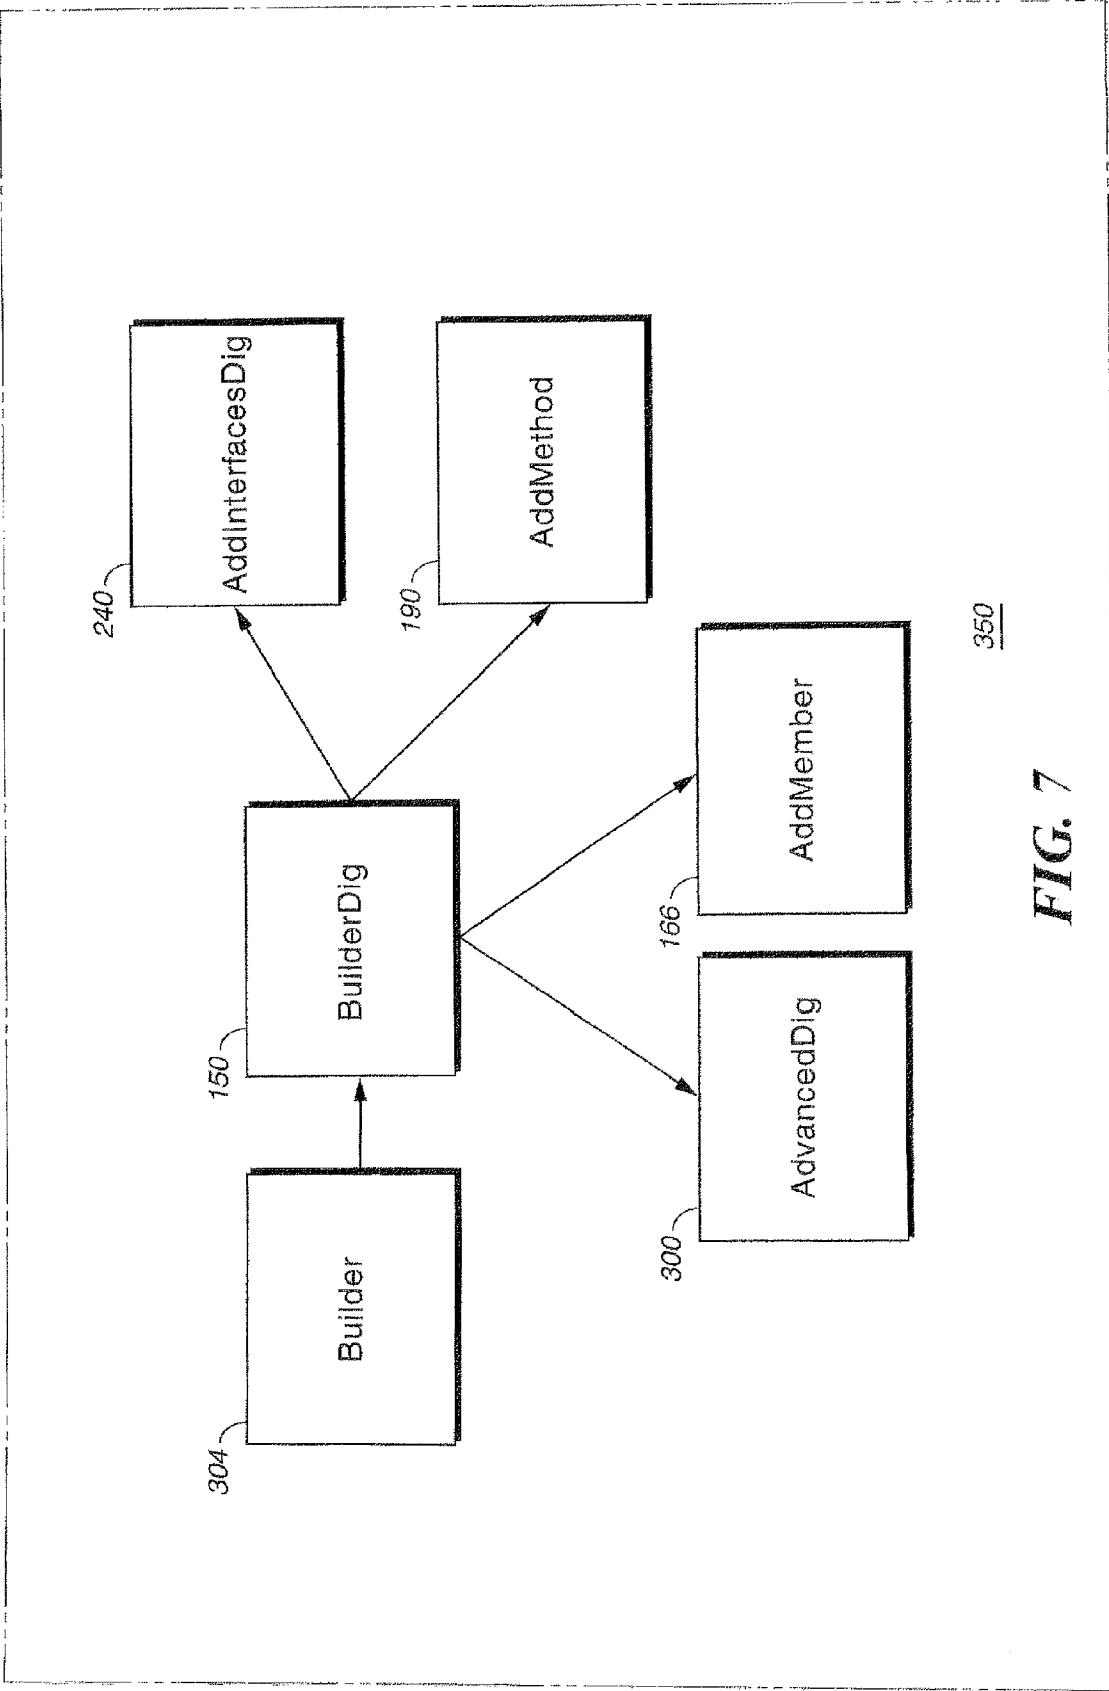 240
AddInterfacesDig
150
304
Builder
BuilderDig
190
AddMethod
300
AdvancedDig
166
AddMember
350
FIG. 7